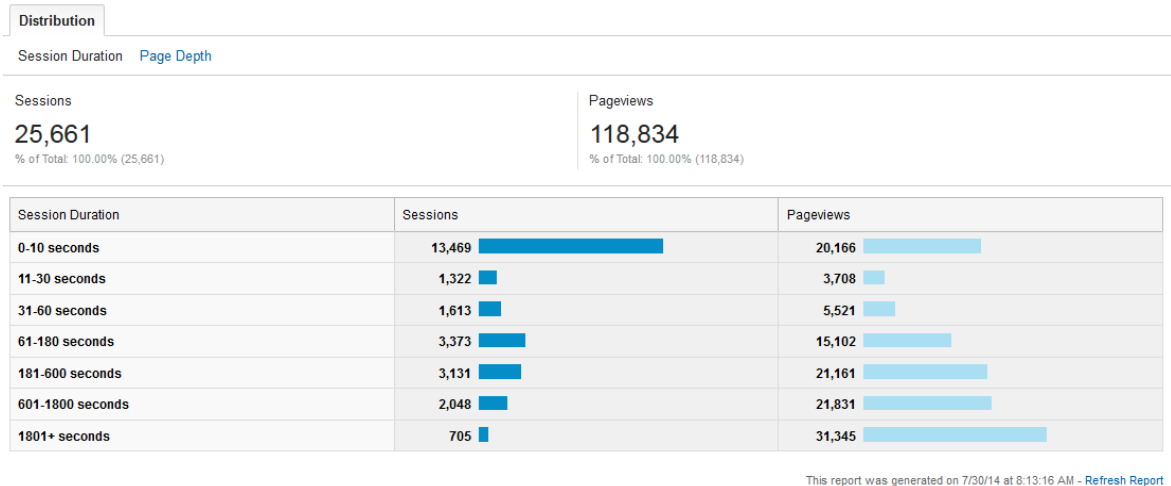 Distribution
Session Duration Page Depth
Sessions Pageviews
25,661 118,834
% of Total: 100.00% (25,661) % of Total: 100.00% (118,834)
Session Duration Sessions Pageviews
0-10 seconds 13,469 20,166
11-30 seconds 1,322 3,708
31-60 seconds 1,613 5,521
61-180 seconds 3,373 15,102
181-600 seconds 3,131 21,161
601-1800 seconds 2,048 21,831
1801+ seconds 705 31,345
This report was generated on 7/30/14 at 8:13:16 AM - Refresh Report